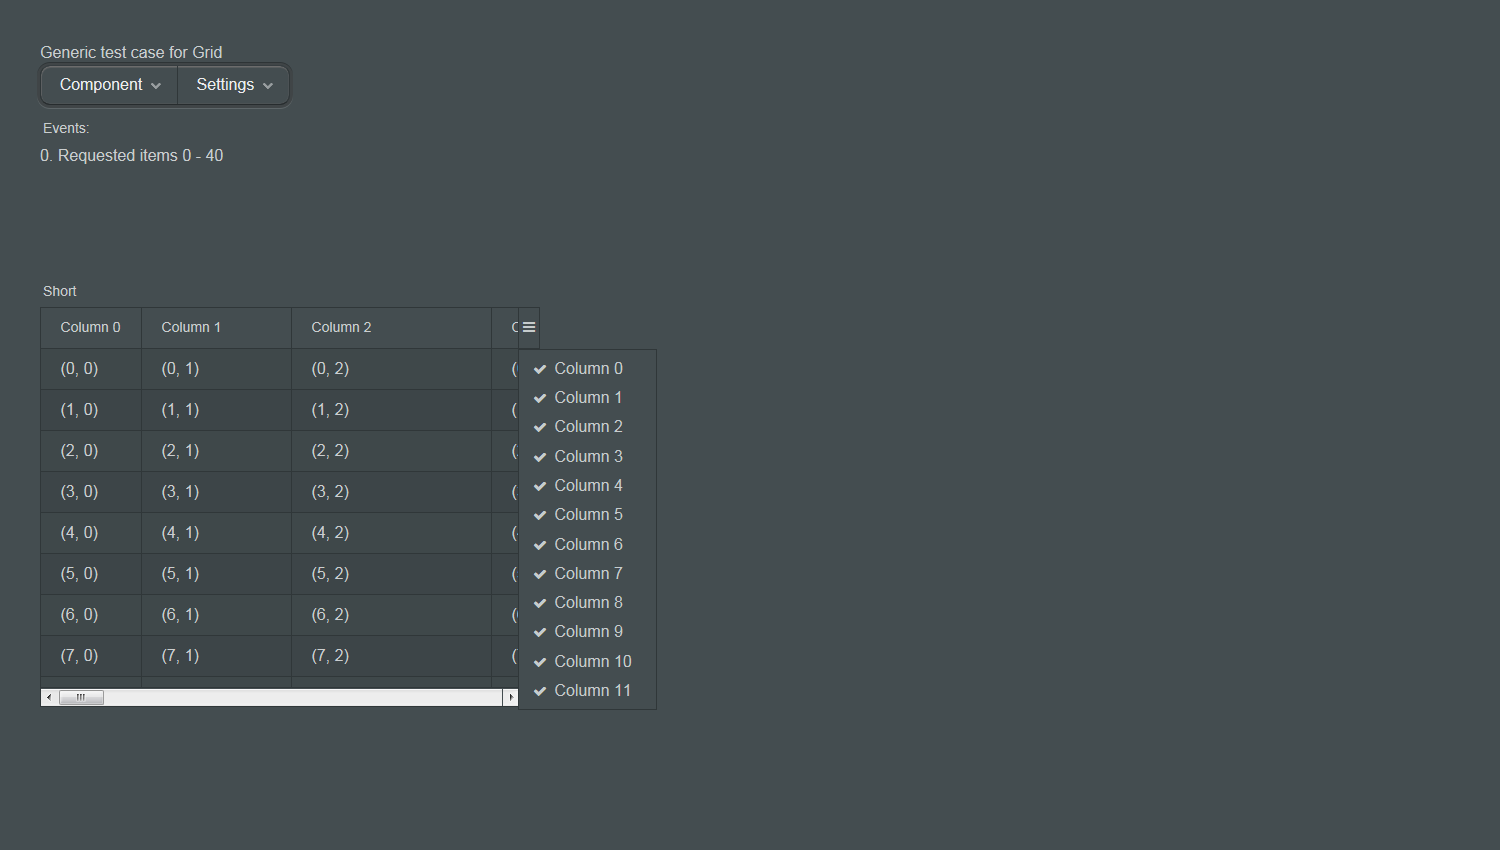 Generic test case for Grid
Component Settings
Events:
0. Requested items 0 - 40
Short
Column 0 Column 1 Column 2
(0, 0) (0, 1) (0, 2)
(1, 0) (1, 1) (1, 2)
(2, 0) (2, 1) (2, 2)
(3, 0) (3, 1) (3, 2)
(4, 0) (4, 1) (4, 2)
(5, 0) (5, 1) (5, 2)
(6, 0) (6, 1) (6, 2)
(7, 0) (7, 1) (7, 2)
Column 0
Column 1
Column 2
Column 3
Column 4
Column 5
Column 6
Column 7
Column 8
Column 9
Column 10
Column 11